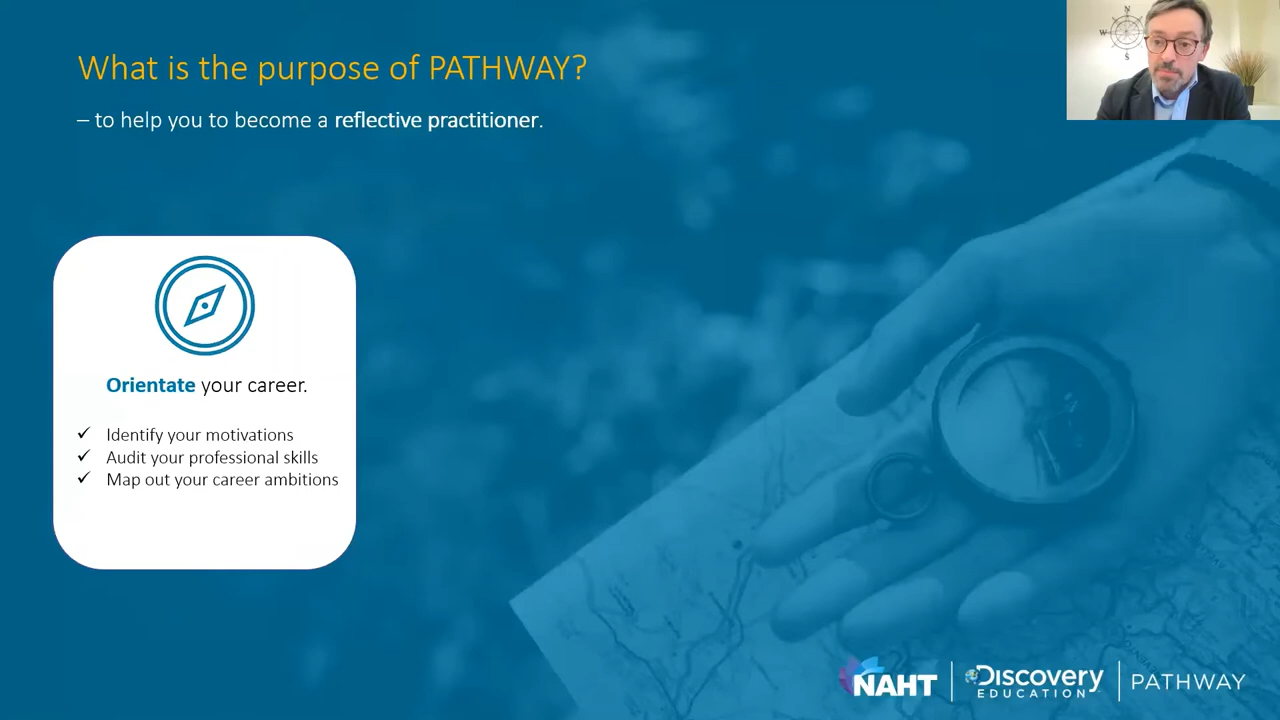 What is the purpose of PATHWAY?
– to help you to become a reflective practitioner.
N
W
S
Orientate your career.
✓ Identify your motivations
✓ Audit your professional skills
✓ Map out your career ambitions
NAHT
Discovery
EDUCATION
PATHWAY